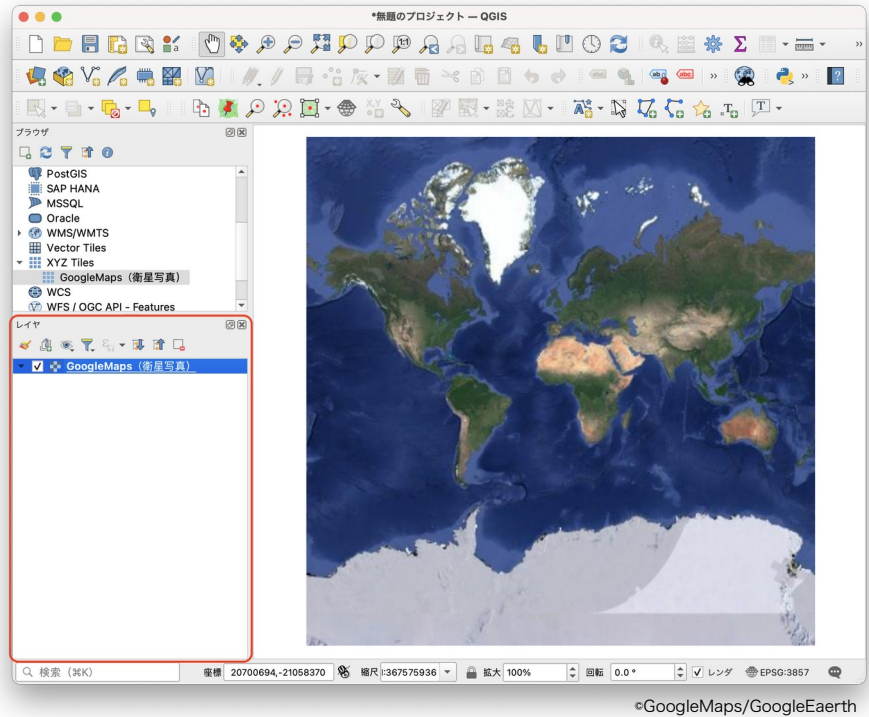 *無題のプロジェクト — QGIS
ブラウザ
PostGIS
SAP HANA
MSSQL
Oracle
WMS/WMTS
Vector Tiles
XYZ Tiles
GoogleMaps（衛星写真）
WCS
WFS / OGC API - Features
レイヤ
GoogleMaps（衛星写真）
検索（⌘K） 座標 20700694,-21058370 縮尺 l:367575936 拡大 100% 回転 0.0 ° レンダ EPSG:3857
©GoogleMaps/GoogleEaerth